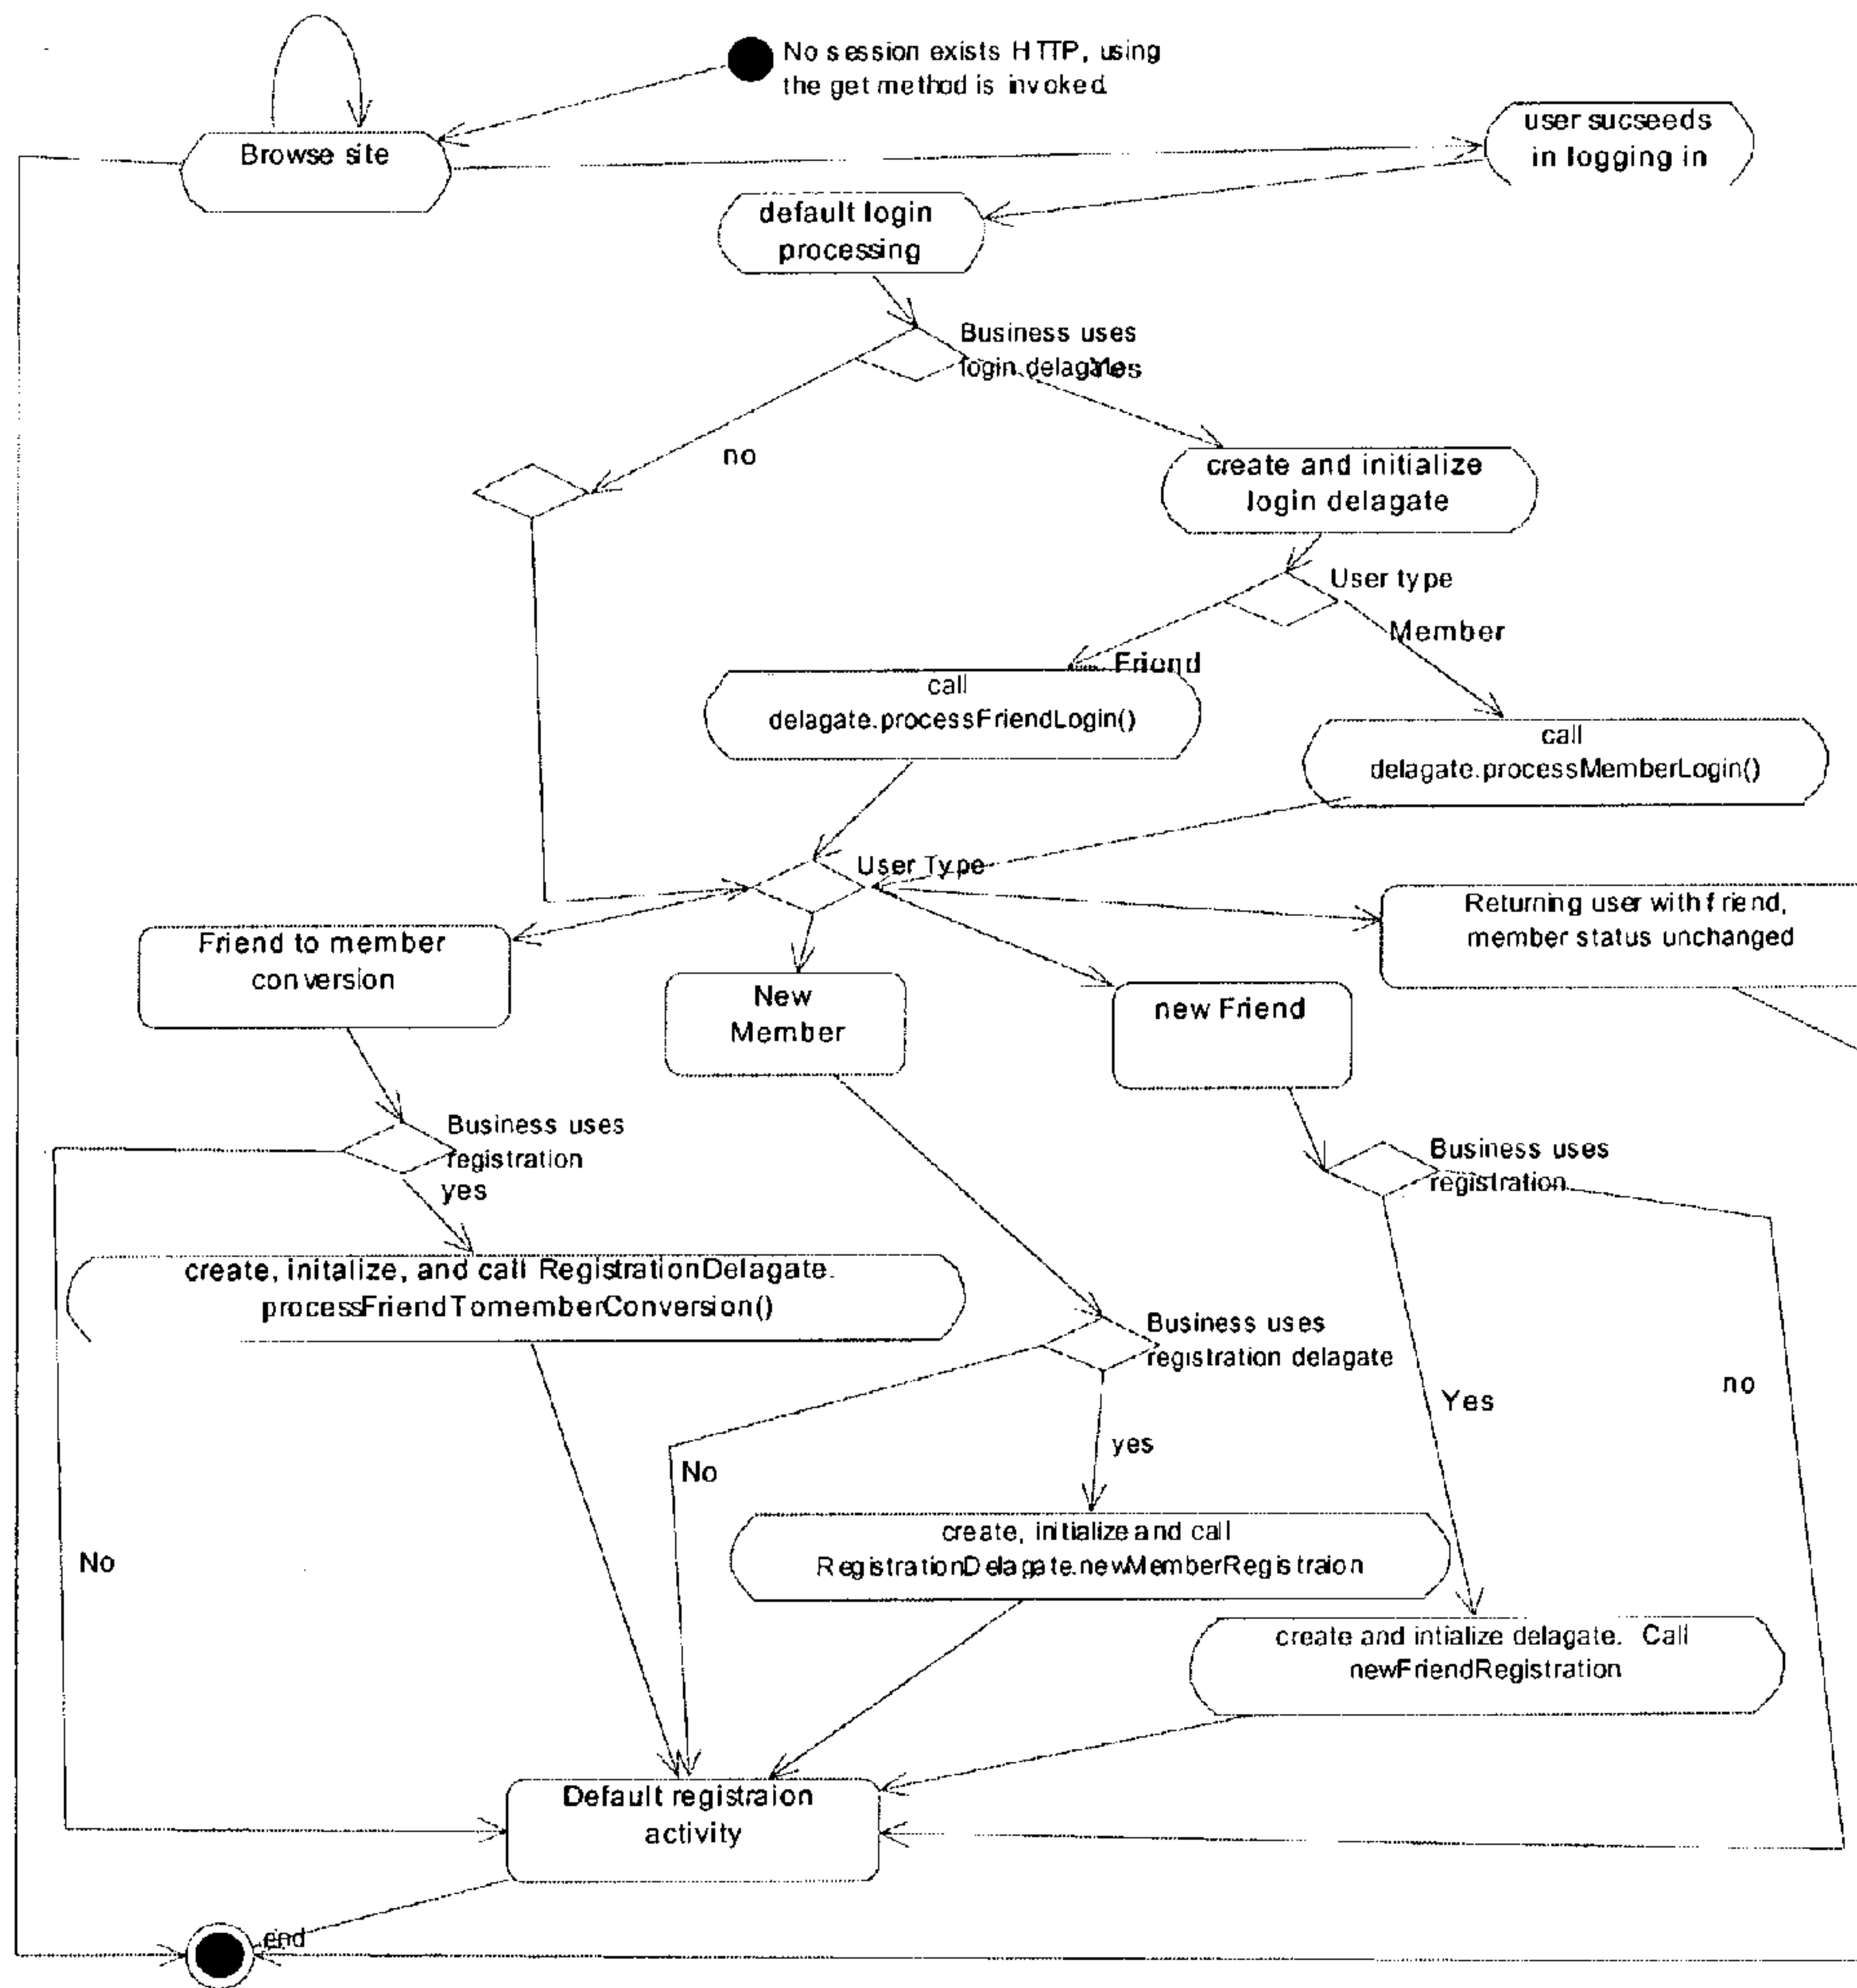 No session exists HTTP, using
the get method is invoked.
Browse site
user sucseeds
in logging in
default login
processing
Business uses
login delagate
Yes
no
create and initialize
login delagate
User type
Member
Friend
call
delagate.processFriendLogin()
call
delagate.processMemberLogin()
User Type
Returning user with friend,
member status unchanged
Friend to member
conversion
New
Member
new Friend
Business uses
registration
yes
Business uses
registration
create, initalize, and call RegistrationDelagate.
processFriendTomemberConversion()
Business uses
registration delagate
no
Yes
yes
No
create, initialize and call
RegistrationDelagate.newMemberRegistraion
No
create and intialize delagate. Call
newFriendRegistration
Default registraion
activity
end